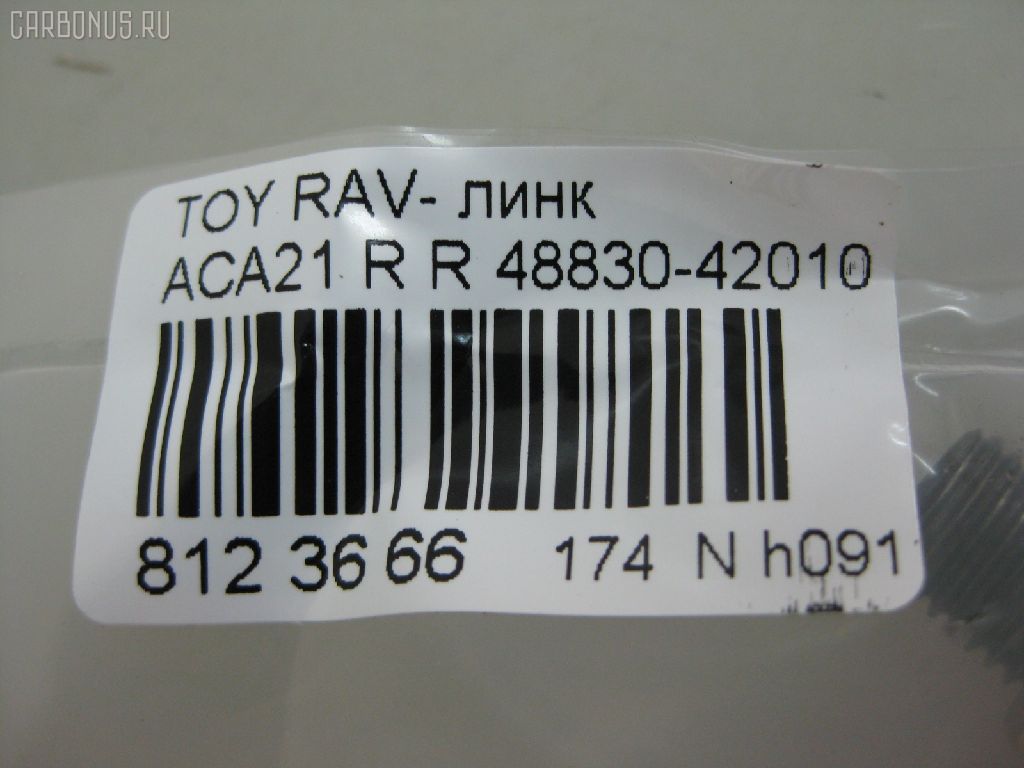 CARBONUS.RU
TOY RAV- ЛИНК
ACA21 R R 48830-42010
812 36 66 174 N h091